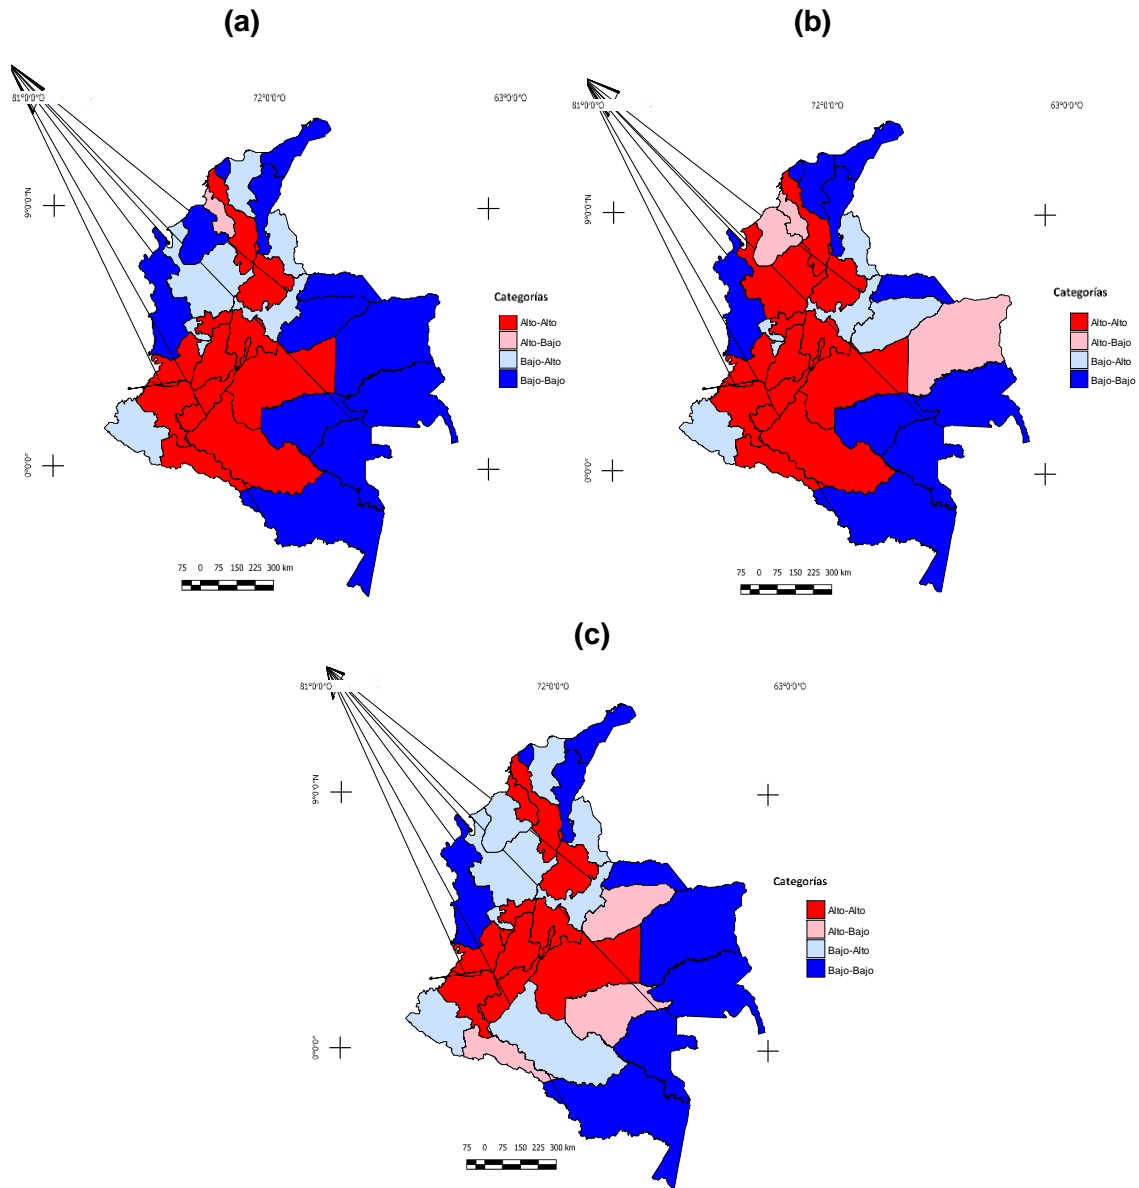 (a)
81°0'0"O
72°0'0"O
63°0'0"O
9°0'0"N
0°0'0"
Categorías
Alto-Alto
Alto-Bajo
Bajo-Alto
Bajo-Bajo
75 0 75 150 225 300 km
(b)
81°0'0"O
72°0'0"O
63°0'0"O
9°0'0"N
0°0'0"
Categorías
Alto-Alto
Alto-Bajo
Bajo-Alto
Bajo-Bajo
75 0 75 150 225 300 km
(c)
81°0'0"O
72°0'0"O
63°0'0"O
9°0'0"N
0°0'0"
Categorías
Alto-Alto
Alto-Bajo
Bajo-Alto
Bajo-Bajo
75 0 75 150 225 300 km